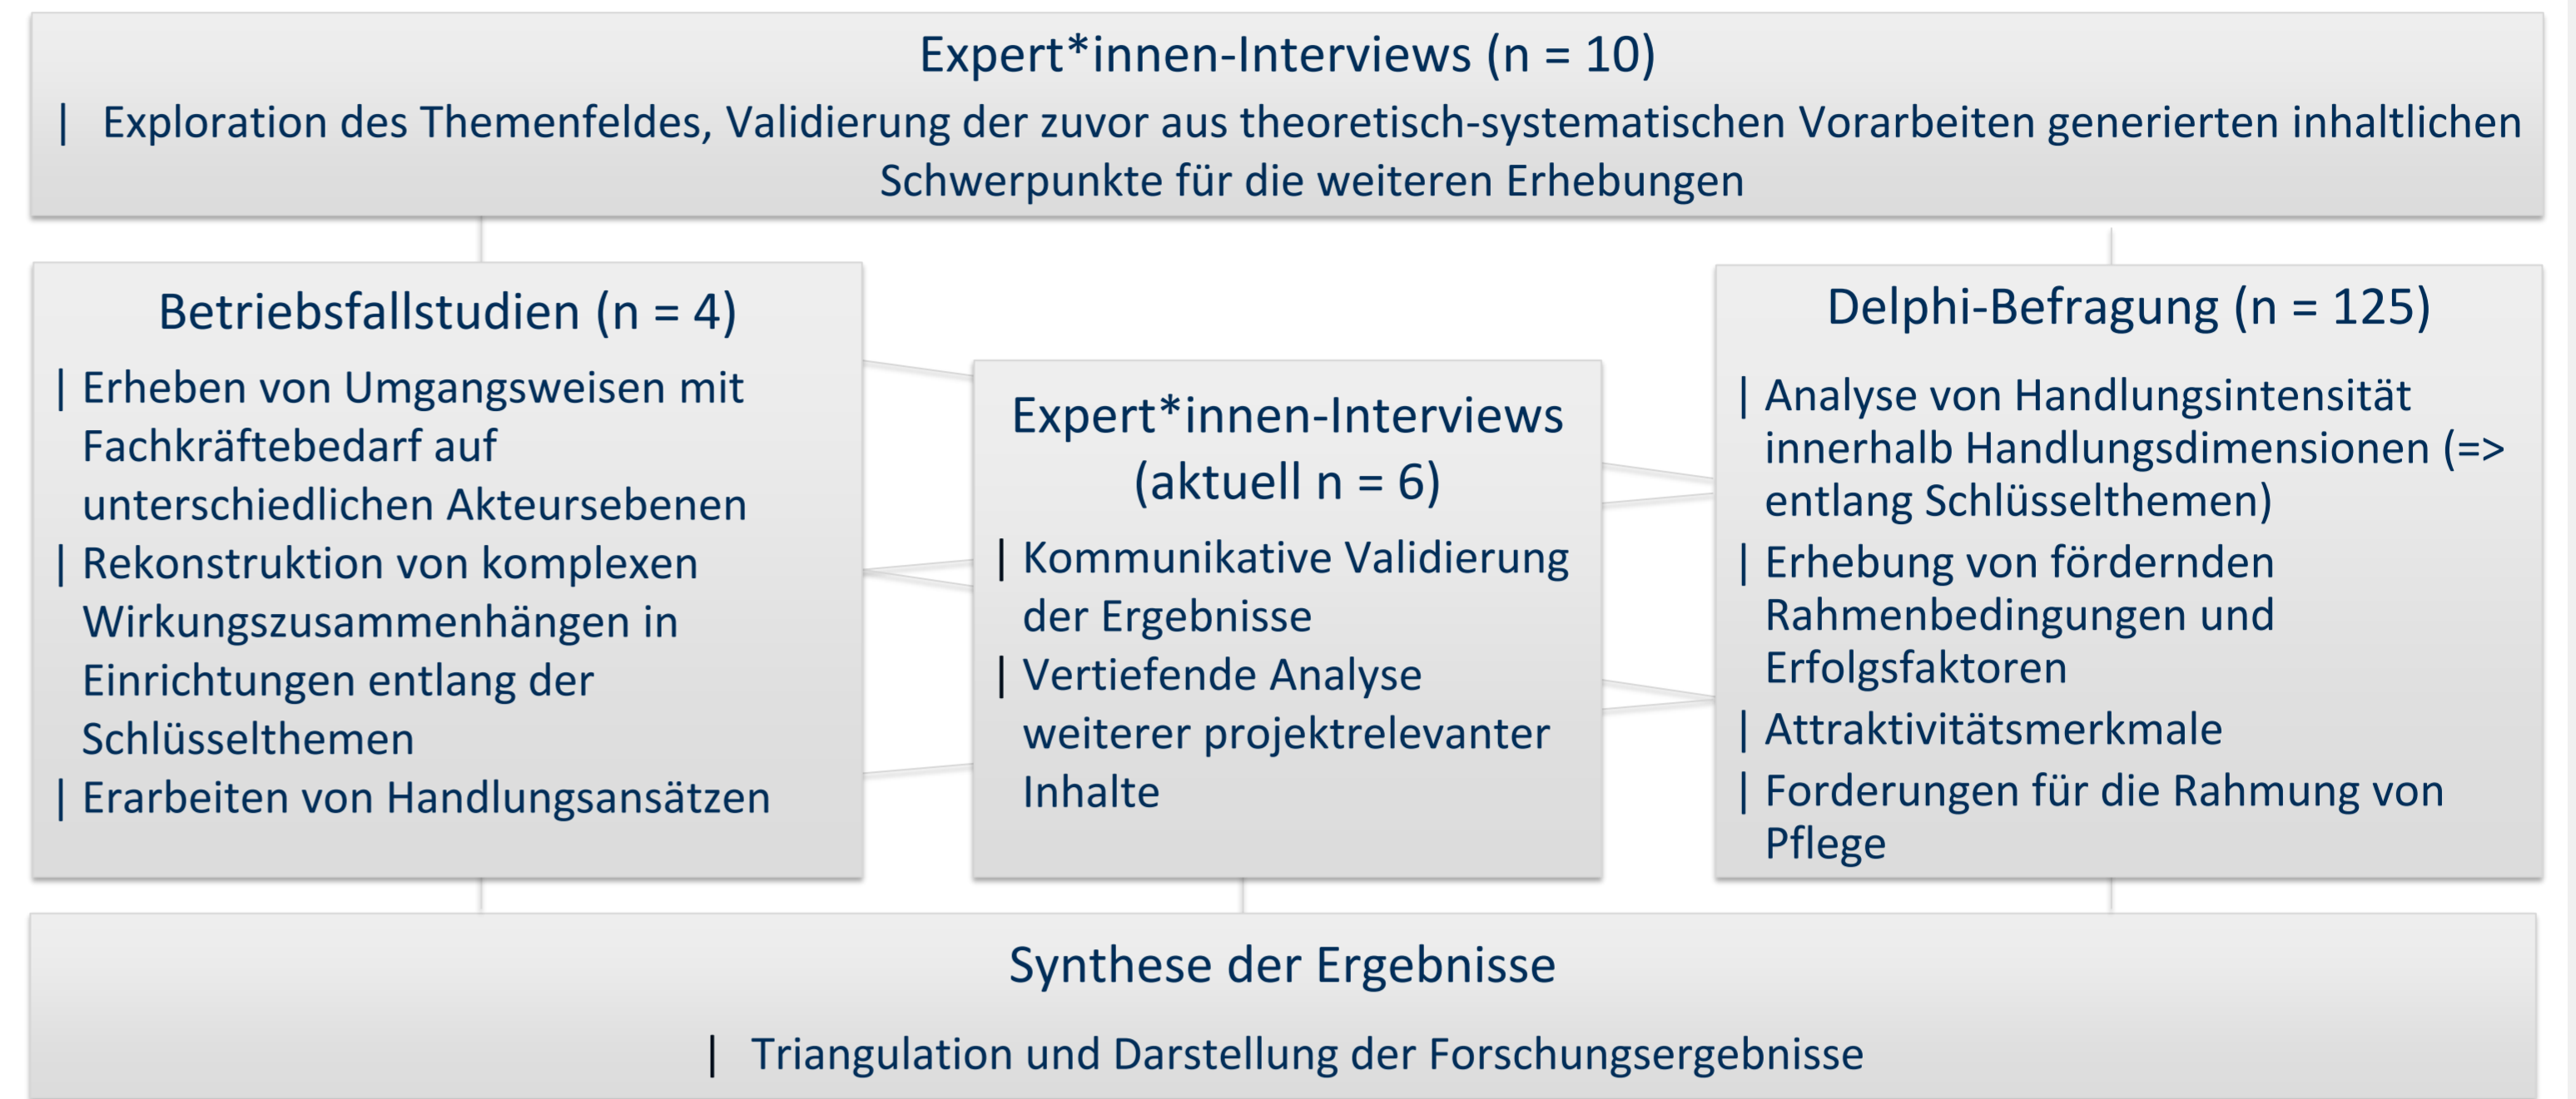 Expert*innen-Interviews (n = 10)
| Exploration des Themenfeldes, Validierung der zuvor aus theoretisch-systematischen Vorarbeiten generierten inhaltlichen
Schwerpunkte für die weiteren Erhebungen
Betriebsfallstudien (n = 4)
| Erheben von Umgangsweisen mit
Fachkräftebedarf auf
unterschiedlichen Akteursebenen
| Rekonstruktion von komplexen
Wirkungszusammenhängen in
Einrichtungen entlang der
Schlüsselthemen
| Erarbeiten von Handlungsansätzen
Expert*innen-Interviews
(aktuell n = 6)
| Kommunikative Validierung
der Ergebnisse
| Vertiefende Analyse
weiterer projektrelevanter
Inhalte
Delphi-Befragung (n = 125)
| Analyse von Handlungsintensität
innerhalb Handlungsdimensionen (=>
entlang Schlüsselthemen)
| Erhebung von fördernden
Rahmenbedingungen und
Erfolgsfaktoren
| Attraktivitätsmerkmale
| Forderungen für die Rahmung von
Pflege
Synthese der Ergebnisse
| Triangulation und Darstellung der Forschungsergebnisse